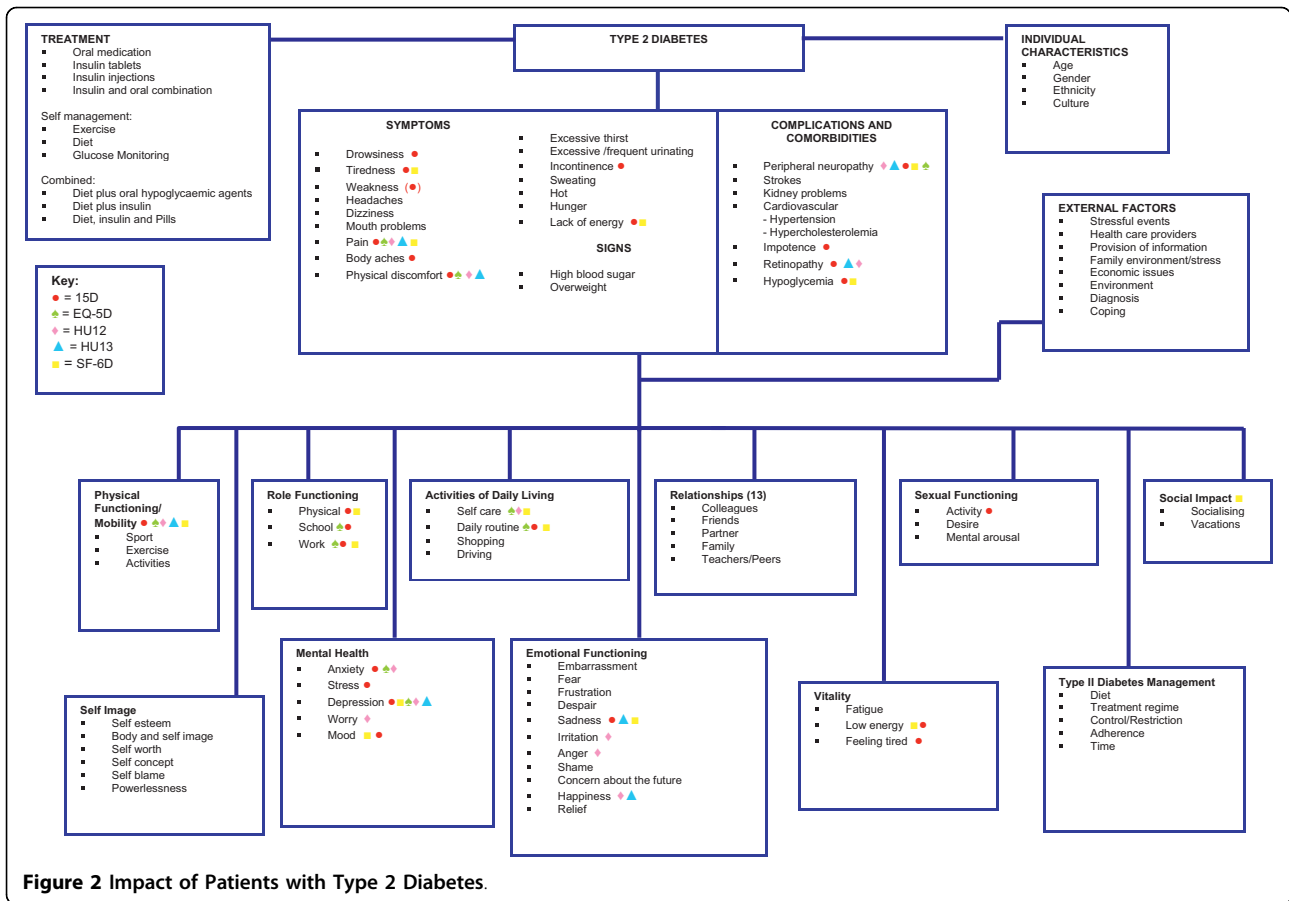 TREATMENT
Oral medication
Insulin tablets
Insulin injections
Insulin and oral combination
Self management:
Exercise
Diet
Glucose Monitoring
Combined:
Diet plus oral hypoglycaemic agents
Diet plus insulin
Diet, insulin and Pills
TYPE 2 DIABETES
INDIVIDUAL
CHARACTERISTICS
Age
Gender
Ethnicity
Culture
SYMPTOMS
Drowsiness
Tiredness
Weakness ( )
Headaches
Dizziness
Mouth problems
Pain
Body aches
Physical discomfort
Excessive thirst
Excessive /frequent urinating
Incontinence
Sweating
Hot
Hunger
Lack of energy
SIGNS
High blood sugar
Overweight
COMPLICATIONS AND
COMORBIDITIES
Peripheral neuropathy
Strokes
Kidney problems
Cardiovascular
- Hypertension
- Hypercholesterolemia
Impotence
Retinopathy
Hypoglycemia
EXTERNAL FACTORS
Stressful events
Health care providers
Provision of information
Family environment/stress
Economic issues
Environment
Diagnosis
Coping
Key:
= 15D
= EQ-5D
= HU12
= HU13
= SF-6D
Physical
Functioning/
Mobility
Sport
Exercise
Activities
Role Functioning
Physical
School
Work
Activities of Daily Living
Self care
Daily routine
Shopping
Driving
Relationships (13)
Colleagues
Friends
Partner
Family
Teachers/Peers
Sexual Functioning
Activity
Desire
Mental arousal
Social Impact
Socialising
Vacations
Self Image
Self esteem
Body and self image
Self worth
Self concept
Self blame
Powerlessness
Mental Health
Anxiety
Stress
Depression
Worry
Mood
Emotional Functioning
Embarrassment
Fear
Frustration
Despair
Sadness
Irritation
Anger
Shame
Concern about the future
Happiness
Relief
Vitality
Fatigue
Low energy
Feeling tired
Type II Diabetes Management
Diet
Treatment regime
Control/Restriction
Adherence
Time
Figure 2 Impact of Patients with Type 2 Diabetes.